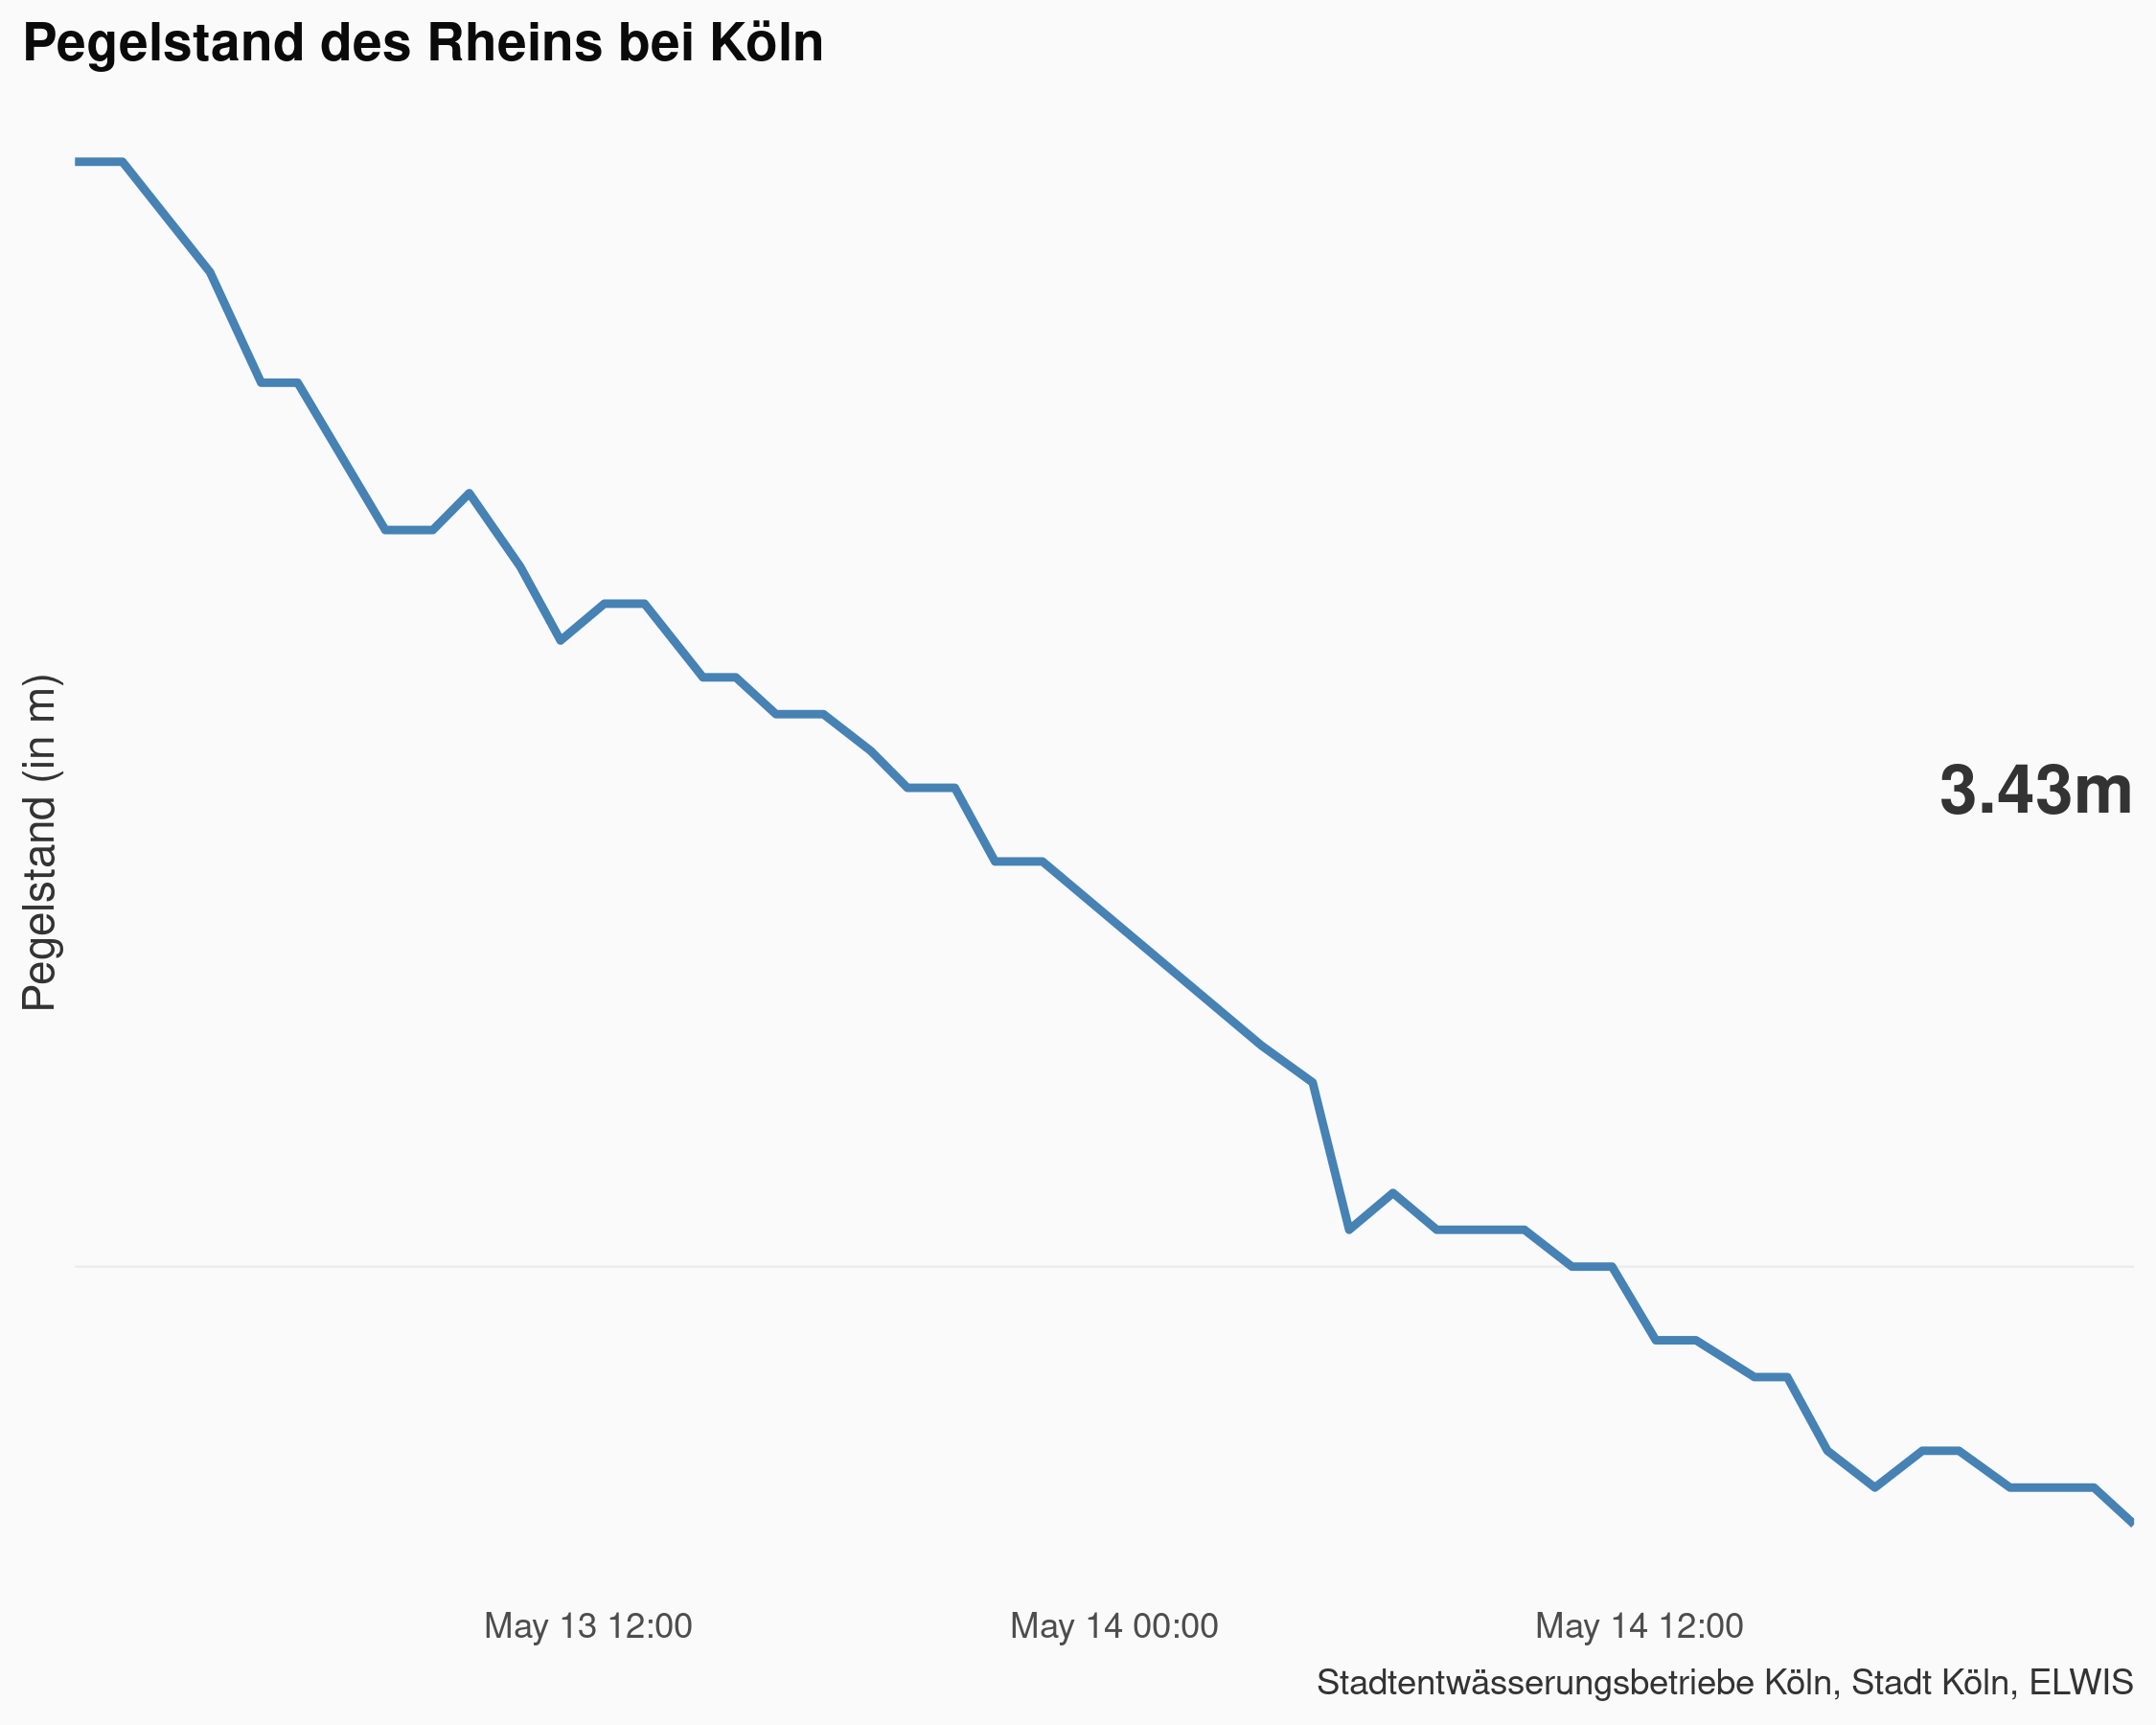 Pegelstand des Rheins bei Köln
Pegelstand (in m)
3.43m
May 13 12:00
May 14 00:00
May 14 12:00
Stadtentwässerungsbetriebe Köln, Stadt Köln, ELWIS